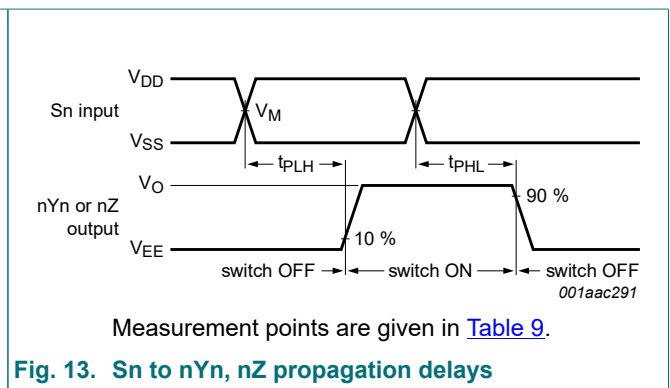 VDD
Sn input
VM
VSS
tPLH
tPHL
VO
nYn or nZ
output
90 %
10 %
VEE
switch OFF
switch ON
switch OFF
001aac291
Measurement points are given in Table 9.
Fig. 13. Sn to nYn, nZ propagation delays